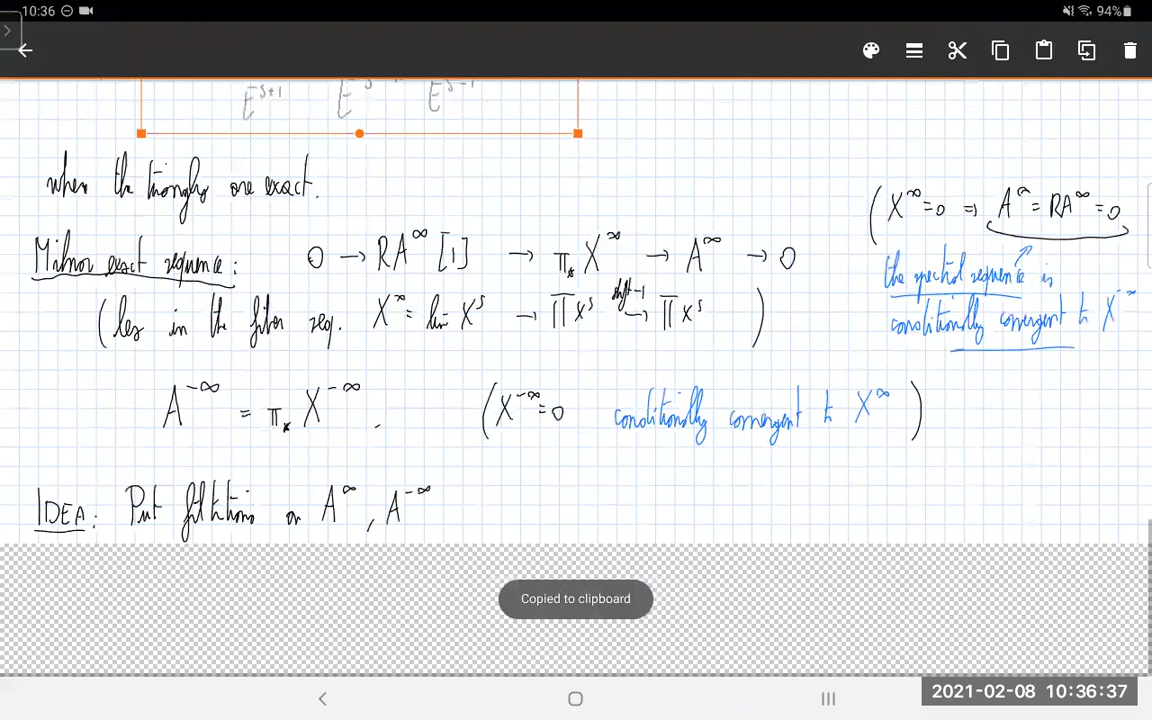 10:36
94%
E^{s+1} E^{s} E^{s-1}
when the triangles are exact.
(X^∞=0 ⇒ A^∞ = RA^∞ = 0
Milnor exact sequence: 0 → RA^∞ [1] → π_* X^∞ → A^∞ → 0
the spectral sequence is
conditionally convergent to X^{-∞}
(les in the fiber seq. X^∞ = lim X^s → ∏ X^s shift-1 → ∏ X^s )
A^{-∞} = π_* X^{-∞}. (X^{-∞}=0 conditionally convergent to X^∞)
IDEA: Put filtrations on A^∞, A^{-∞}
Copied to clipboard
2021-02-08 10:36:37